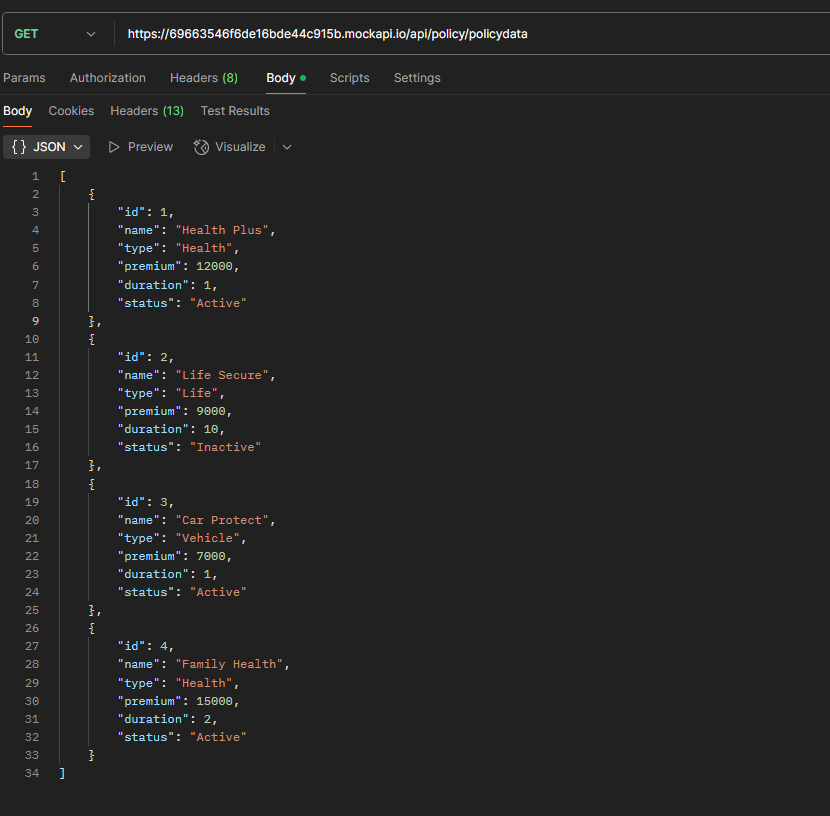 GET https://69663546f6de16bde44c915b.mockapi.io/api/policy/policydata
Params Authorization Headers (8) Body Scripts Settings
Body Cookies Headers (13) Test Results
{} JSON Preview Visualize
1 [
2 {
3 "id": 1,
4 "name": "Health Plus",
5 "type": "Health",
6 "premium": 12000,
7 "duration": 1,
8 "status": "Active"
9 },
10 {
11 "id": 2,
12 "name": "Life Secure",
13 "type": "Life",
14 "premium": 9000,
15 "duration": 10,
16 "status": "Inactive"
17 },
18 {
19 "id": 3,
20 "name": "Car Protect",
21 "type": "Vehicle",
22 "premium": 7000,
23 "duration": 1,
24 "status": "Active"
25 },
26 {
27 "id": 4,
28 "name": "Family Health",
29 "type": "Health",
30 "premium": 15000,
31 "duration": 2,
32 "status": "Active"
33 }
34 ]